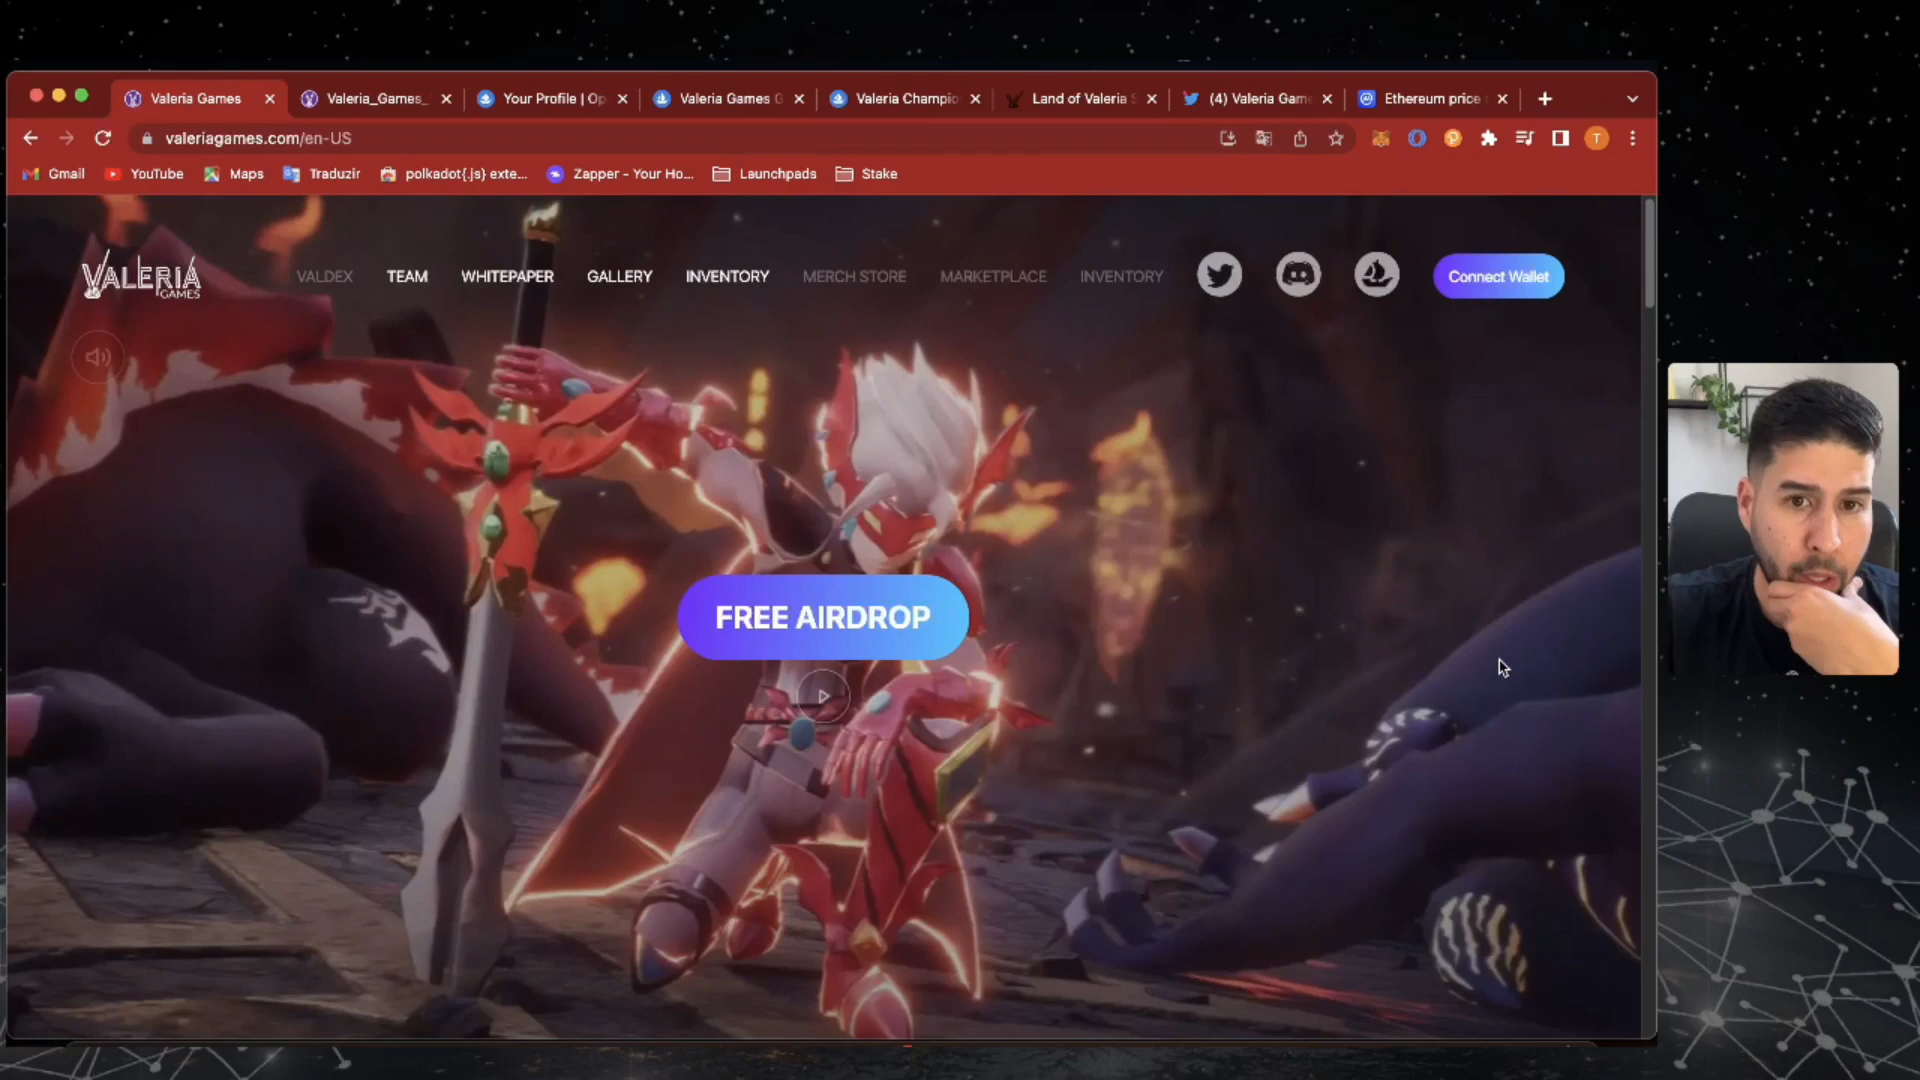 Valeria Games
Valeria_Games_
Your Profile | Op
Valeria Games G
Valeria Champio
Land of Valeria S
(4) Valeria Gam
Ethereum price
valeriagames.com/en-US
T
Gmail
YouTube
Maps
Traduzir
polkadot{.js} exte...
Zapper - Your Ho...
Launchpads
Stake
VALERIA
GAMES
VALDEX
TEAM
WHITEPAPER
GALLERY
INVENTORY
MERCH STORE
MARKETPLACE
INVENTORY
Connect Wallet
FREE AIRDROP